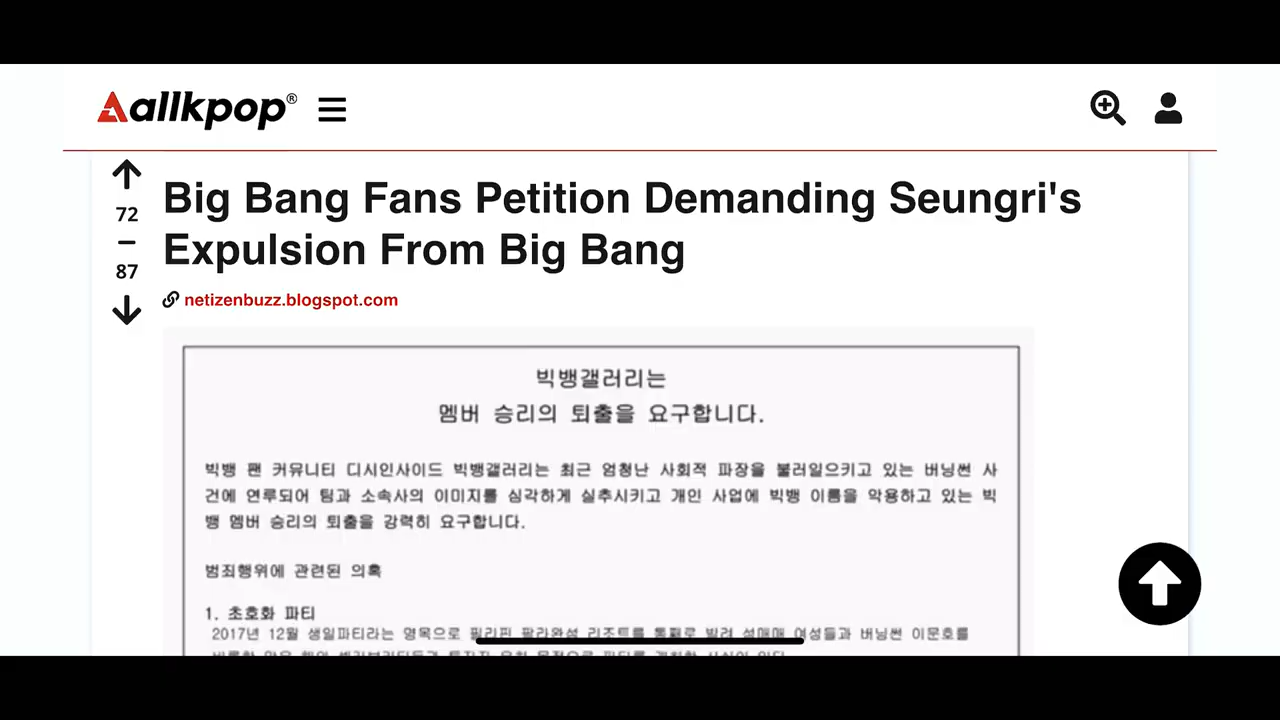 allkpop®
72
Big Bang Fans Petition Demanding Seungri's
Expulsion From Big Bang
87
netizenbuzz.blogspot.com
빅뱅갤러리는
멤버 승리의 퇴출을 요구합니다.
빅뱅 팬 커뮤니티 디시인사이드 빅뱅갤러리는 최근 엄청난 사회적 파장을 불러일으키고 있는 버닝썬 사
건에 연루되어 팀과 소속사의 이미지를 심각하게 실추시키고 개인 사업에 빅뱅 이름을 악용하고 있는 빅
뱅 멤버 승리의 퇴출을 강력히 요구합니다.
범죄행위에 관련된 의혹
1. 초호화 파티
2017년 12월 생일파티라는 명목으로 필리핀 팔라완섬 리조트를 통째로 빌려 성매매 여성들과 버닝썬 이문호를